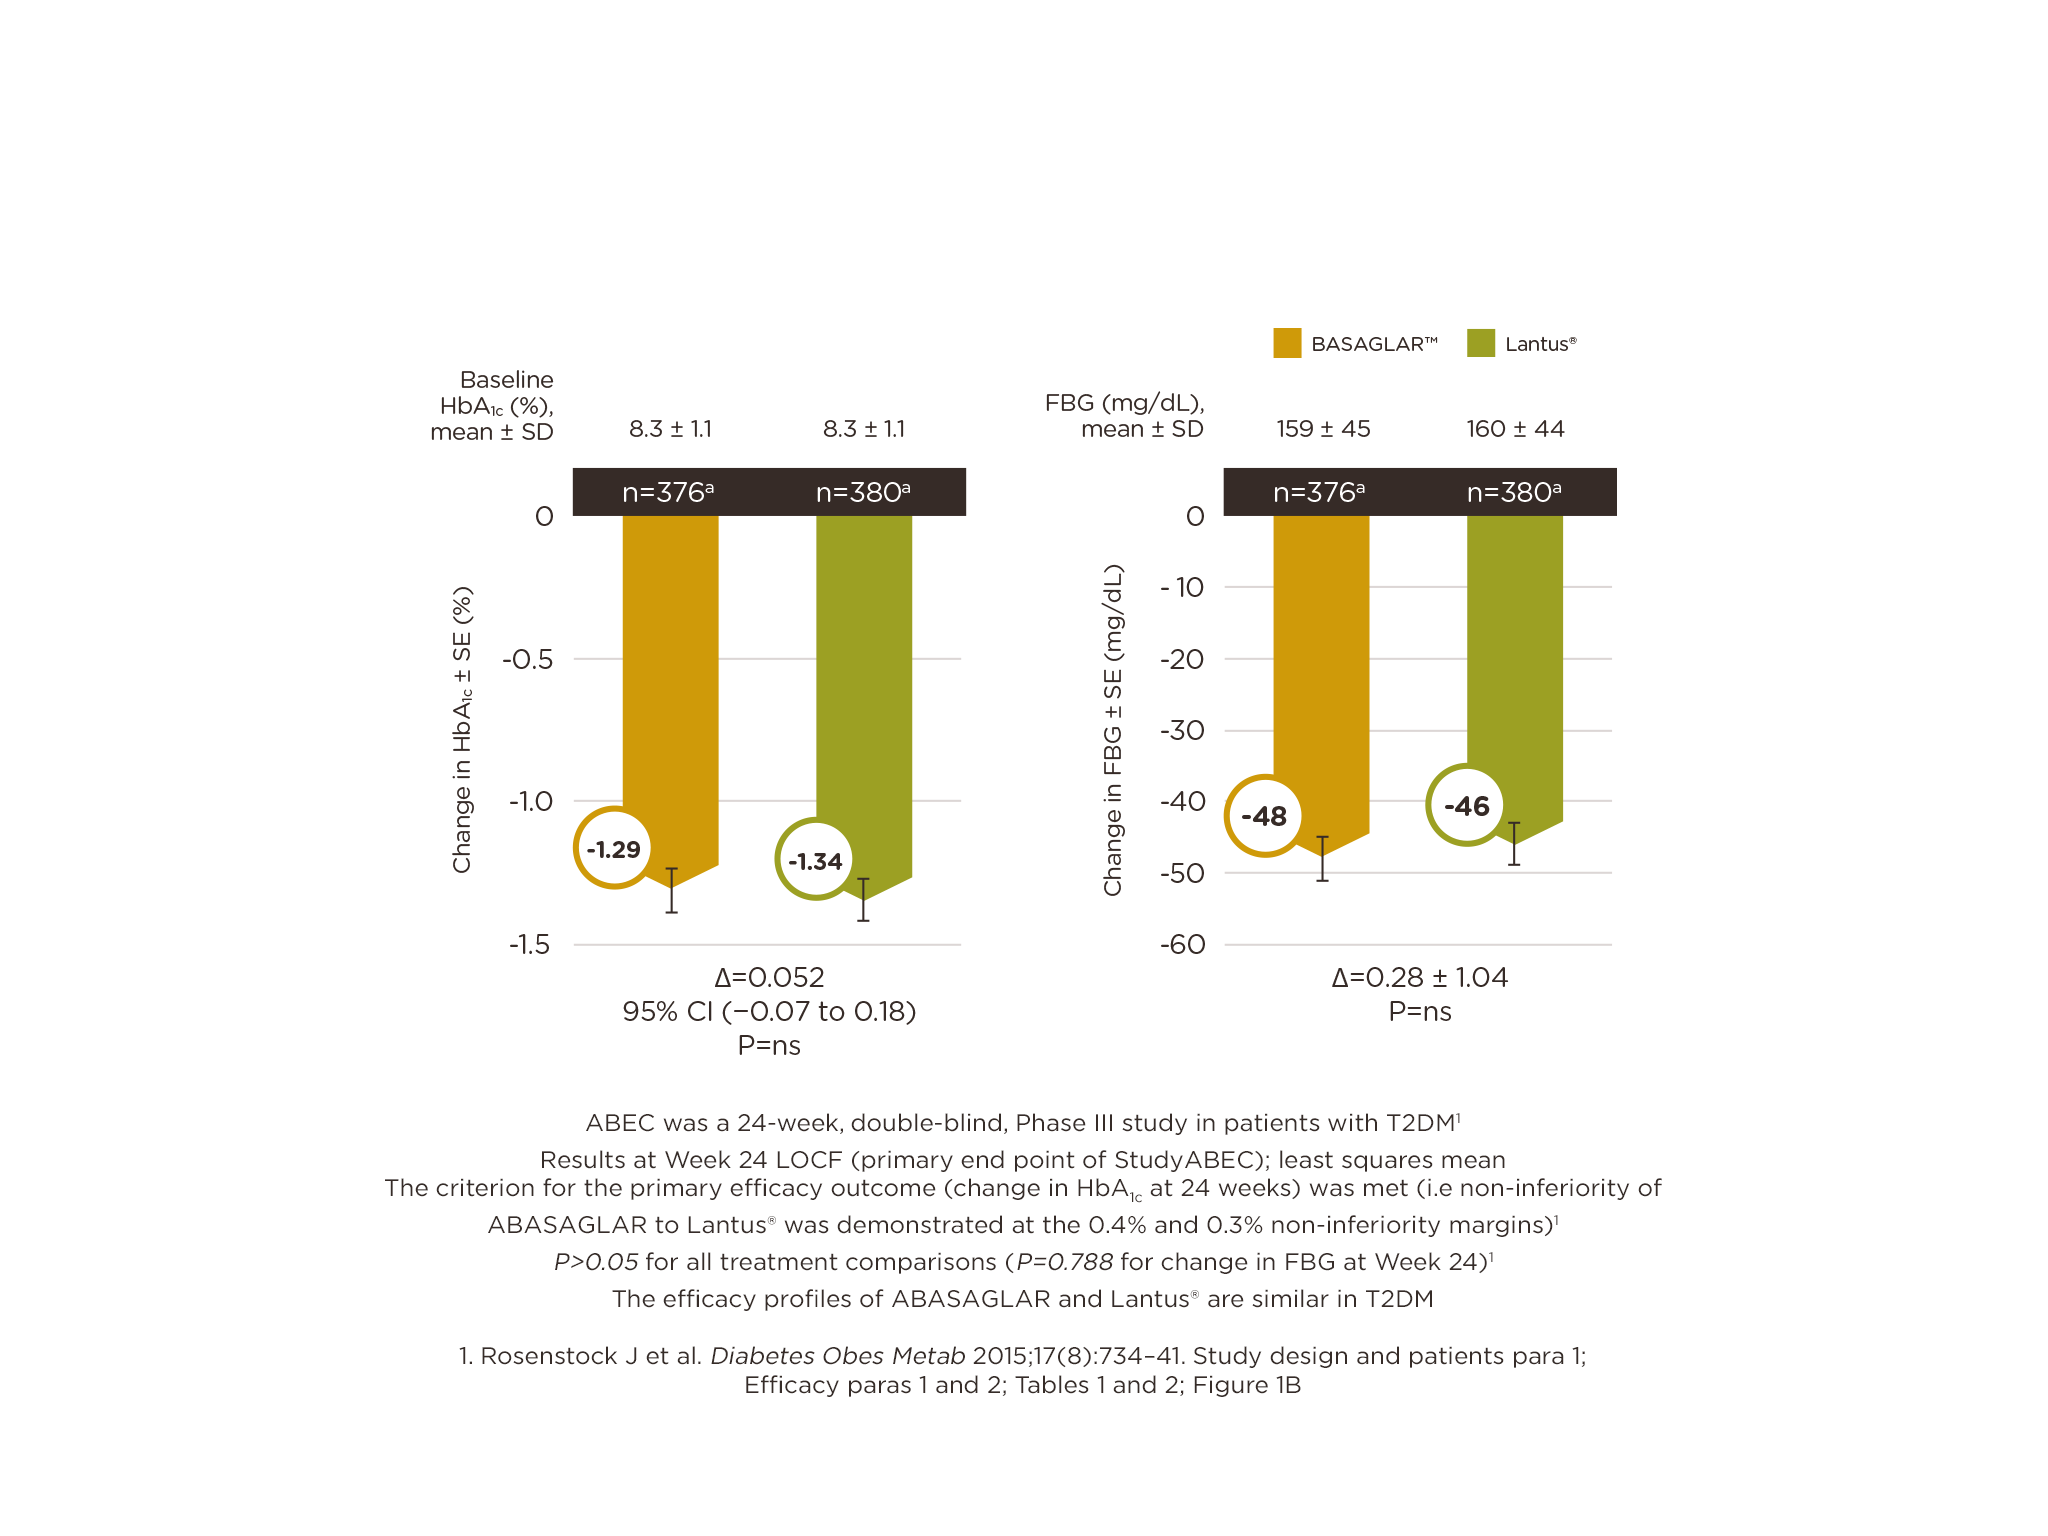 BASAGLAR™ Lantus®
Baseline
HbA1c (%),
mean ± SD
8.3 ± 1.1 8.3 ± 1.1
n=376ᵃ n=380ᵃ
0
-0.5
-1.0
-1.5
Change in HbA1c ± SE (%)
-1.29
-1.34
Δ=0.052
95% CI (−0.07 to 0.18)
P=ns
FBG (mg/dL),
mean ± SD
159 ± 45 160 ± 44
n=376ᵃ n=380ᵃ
0
- 10
-20
-30
-40
-50
-60
Change in FBG ± SE (mg/dL)
-48
-46
Δ=0.28 ± 1.04
P=ns
ABEC was a 24-week, double-blind, Phase III study in patients with T2DM¹
Results at Week 24 LOCF (primary end point of StudyABEC); least squares mean
The criterion for the primary efficacy outcome (change in HbA1c at 24 weeks) was met (i.e non-inferiority of
ABASAGLAR to Lantus® was demonstrated at the 0.4% and 0.3% non-inferiority margins)¹
P>0.05 for all treatment comparisons (P=0.788 for change in FBG at Week 24)¹
The efficacy profiles of ABASAGLAR and Lantus® are similar in T2DM
1. Rosenstock J et al. Diabetes Obes Metab 2015;17(8):734–41. Study design and patients para 1;
Efficacy paras 1 and 2; Tables 1 and 2; Figure 1B